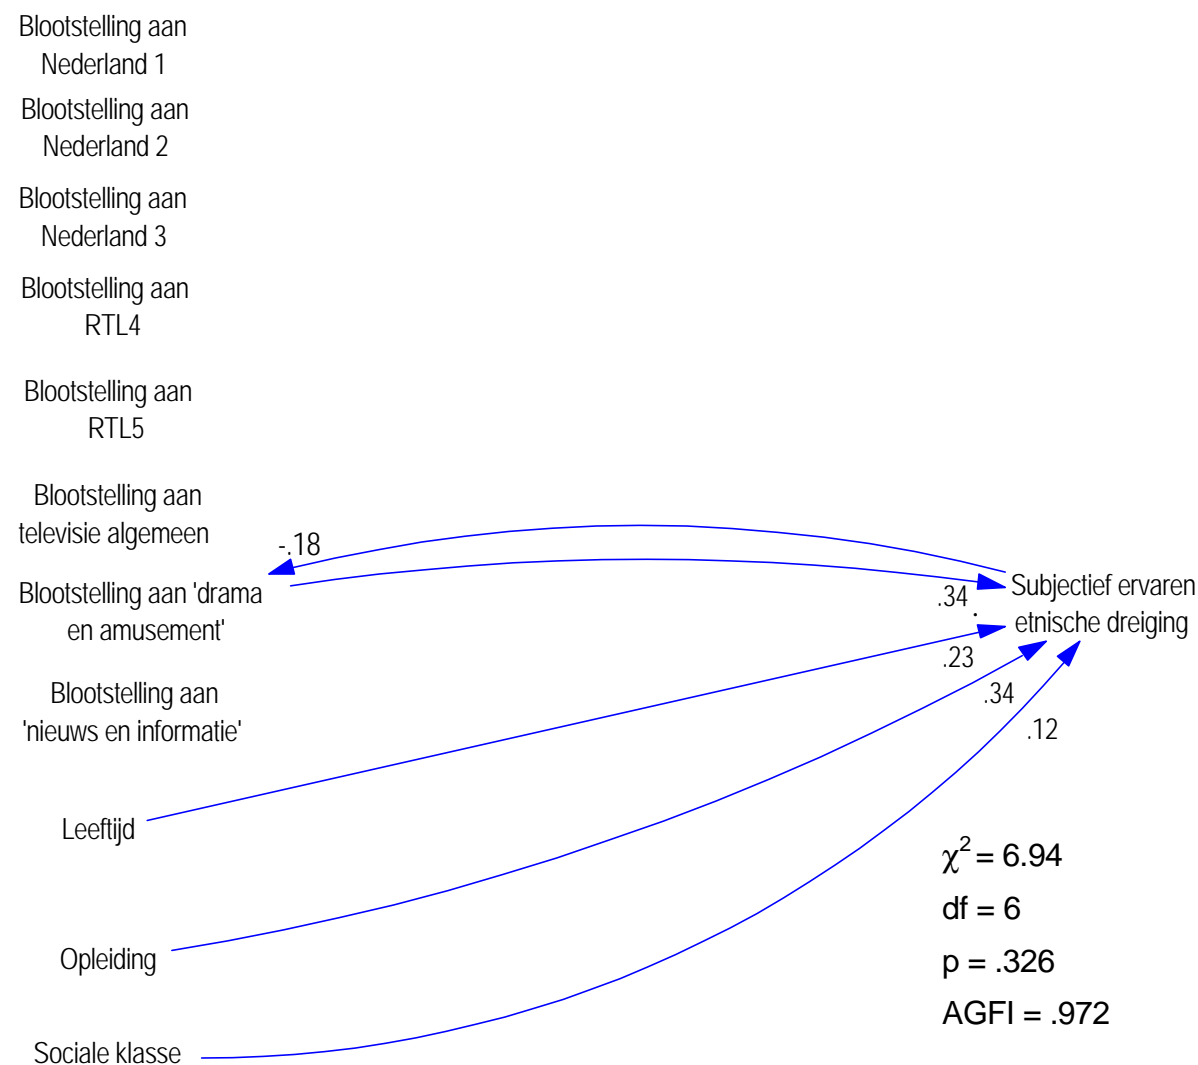 Blootstelling aan
Nederland 1
Blootstelling aan
Nederland 2
Blootstelling aan
Nederland 3
Blootstelling aan
RTL4
Blootstelling aan
RTL5
Blootstelling aan
televisie algemeen
-.18
Blootstelling aan 'drama
en amusement'
.34
.
Subjectief ervaren
etnische dreiging
.23
.34
.12
Blootstelling aan
'nieuws en informatie'
Leeftijd
Opleiding
Sociale klasse
χ² = 6.94
df = 6
p = .326
AGFI = .972